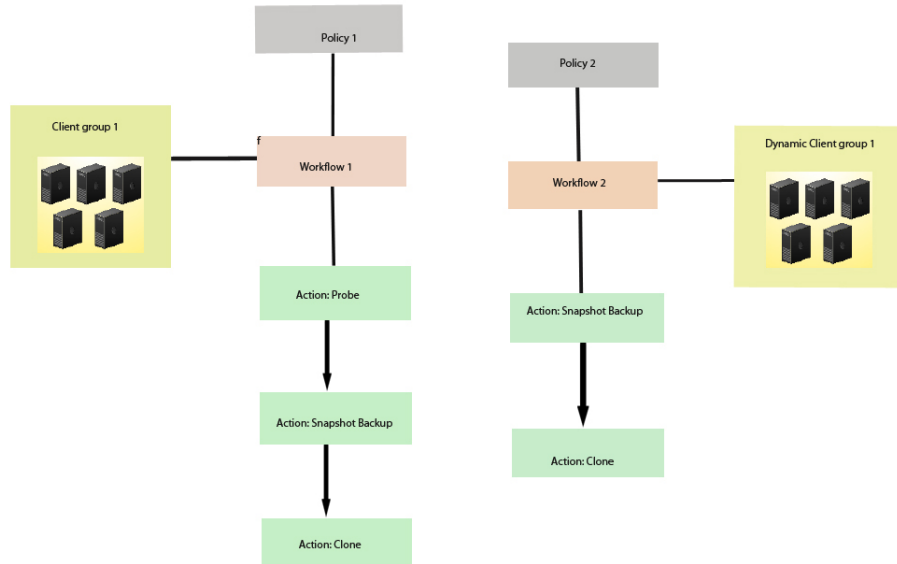 Policy 1
Client group 1
f
Workflow 1
Action: Probe
Action: Snapshot Backup
Action: Clone
Policy 2
Dynamic Client group 1
Workflow 2
Action: Snapshot Backup
Action: Clone